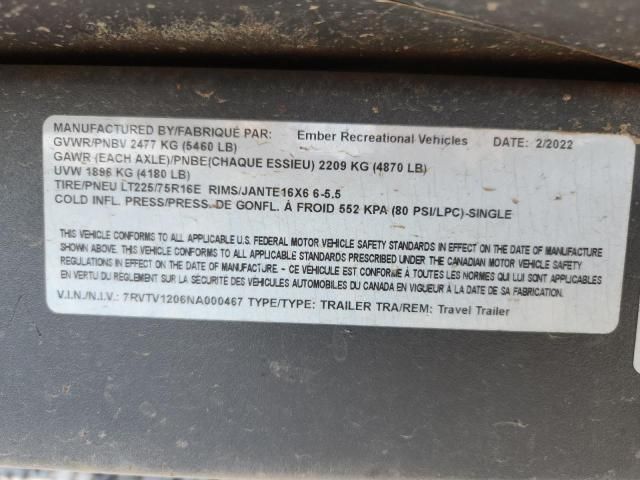 MANUFACTURED BY/FABRIQUÉ PAR: Ember Recreational Vehicles DATE: 2/2022
GVWR/PNBV 2477 KG (5460 LB)
GAWR (EACH AXLE)/PNBE(CHAQUE ESSIEU) 2209 KG (4870 LB)
UVW 1896 KG (4180 LB)
TIRE/PNEU LT225/75R16E RIMS/JANTE16X6 6-5.5
COLD INFL. PRESS/PRESS. DE GONFL. À FROID 552 KPA (80 PSI/LPC)-SINGLE
THIS VEHICLE CONFORMS TO ALL APPLICABLE U.S. FEDERAL MOTOR VEHICLE SAFETY STANDARDS IN EFFECT ON THE DATE OF MANUFACTURE
SHOWN ABOVE. THIS VEHICLE CONFORMS TO ALL APPLICABLE STANDARDS PRESCRIBED UNDER THE CANADIAN MOTOR VEHICLE SAFETY
REGULATIONS IN EFFECT ON THE DATE OF MANUFACTURE - CE VEHICULE EST CONFORME À TOUTES LES NORMES QUI LUI SONT APPLICABLES
EN VERTU DU RÈGLEMENT SUR LA SÉCURITÉ DES VÉHICULES AUTOMOBILES DU CANADA EN VIGUEUR À LA DATE DE SA FABRICATION.
V.I.N./N.I.V.: 7RVTV1206NA000467 TYPE/TYPE: TRAILER TRA/REM: Travel Trailer